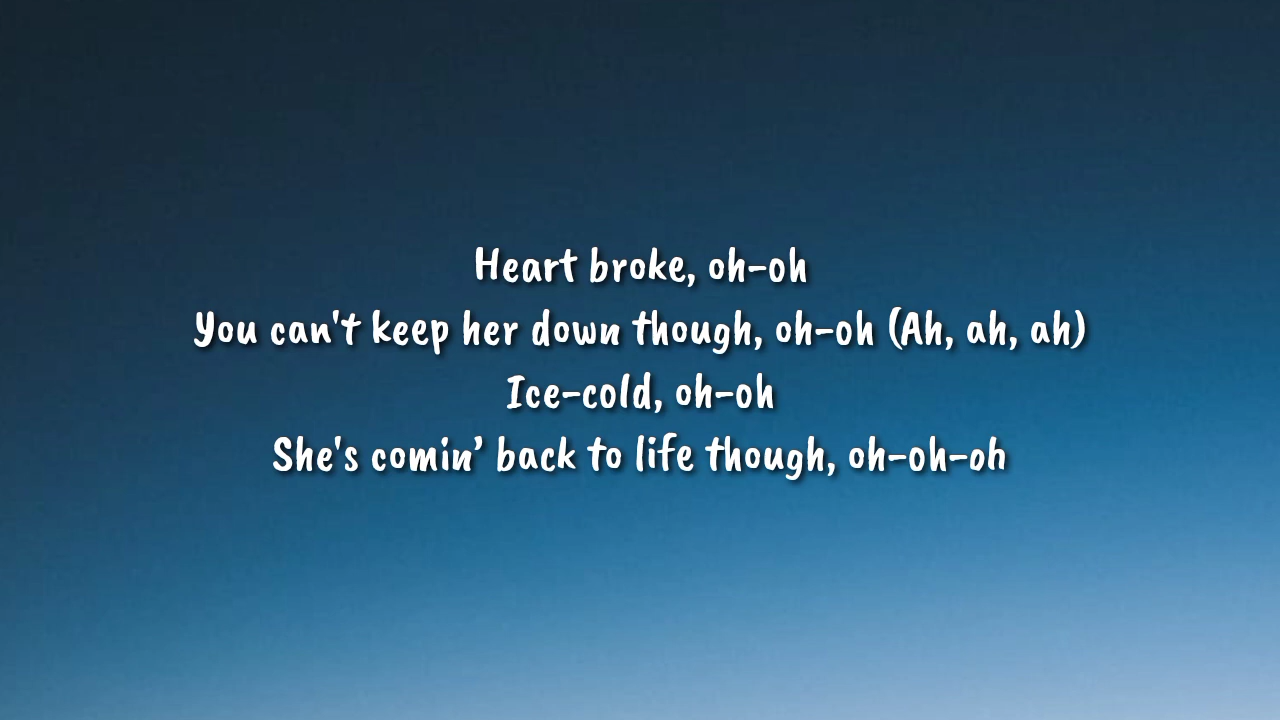 Heart broke, oh-oh
You can't keep her down though, oh-oh (Ah, ah, ah)
Ice-cold, oh-oh
She's comin’ back to life though, oh-oh-oh